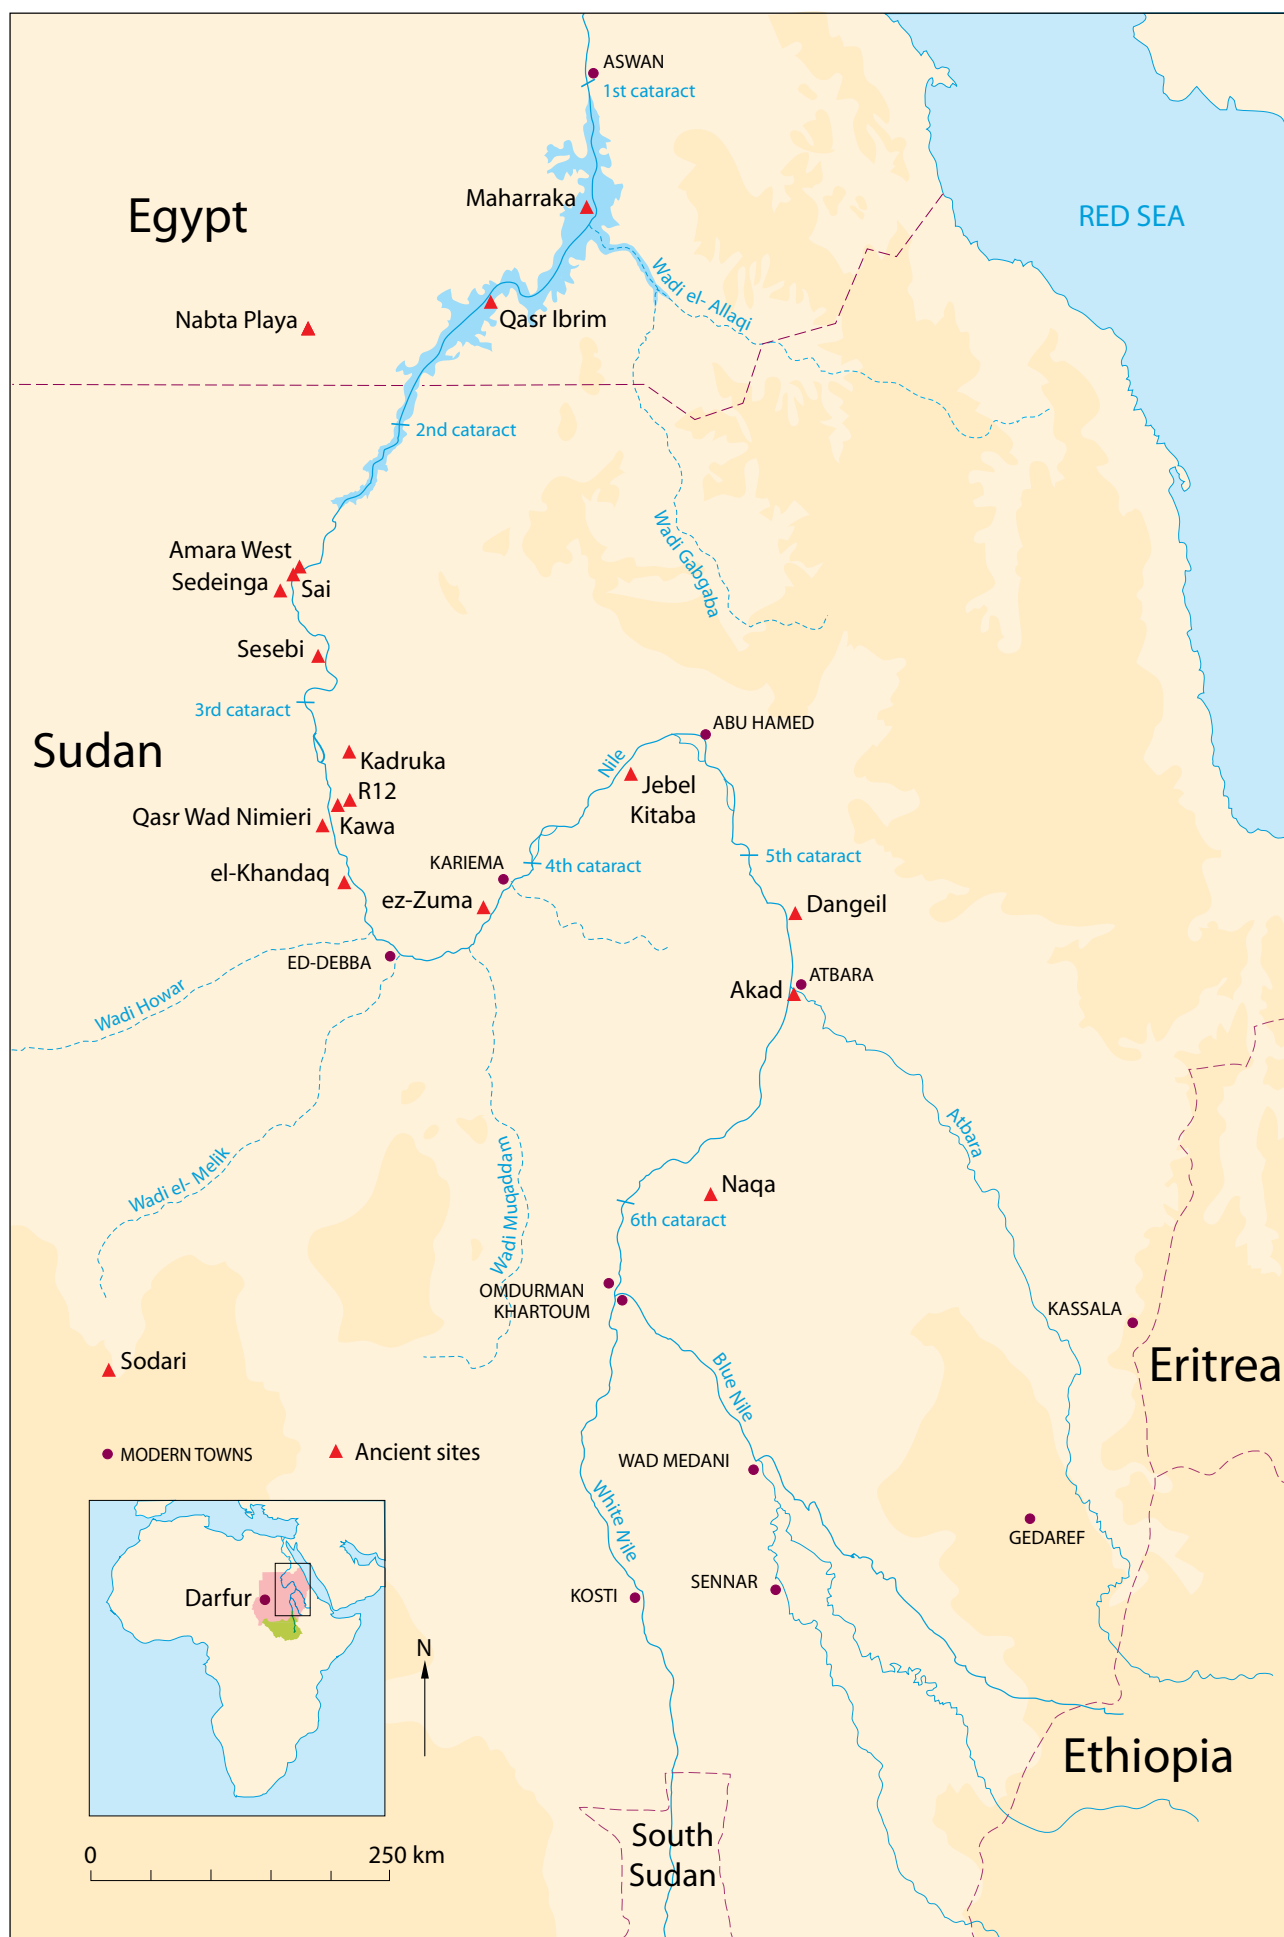 ASWAN
1st cataract
Maharraka
Egypt
RED SEA
Wadi el- Allaqi
Nabta Playa
Qasr Ibrim
2nd cataract
Wadi Gabgaba
Amara West
Sedeinga
Sai
Sesebi
3rd cataract
Sudan
ABU HAMED
Nile
Kadruka
Jebel
Kitaba
R12
Qasr Wad Nimieri
Kawa
5th cataract
KARIEMA
4th cataract
el-Khandaq
ez-Zuma
Dangeil
ED-DEBBA
ATBARA
Akad
Wadi Howar
Atbara
Wadi el- Melik
Wadi Muqaddam
Naqa
6th cataract
OMDURMAN
KHARTOUM
KASSALA
Sodari
Eritrea
Blue Nile
MODERN TOWNS
Ancient sites
WAD MEDANI
White Nile
GEDAREF
SENNAR
KOSTI
Darfur
N
Ethiopia
South
Sudan
0
250 km